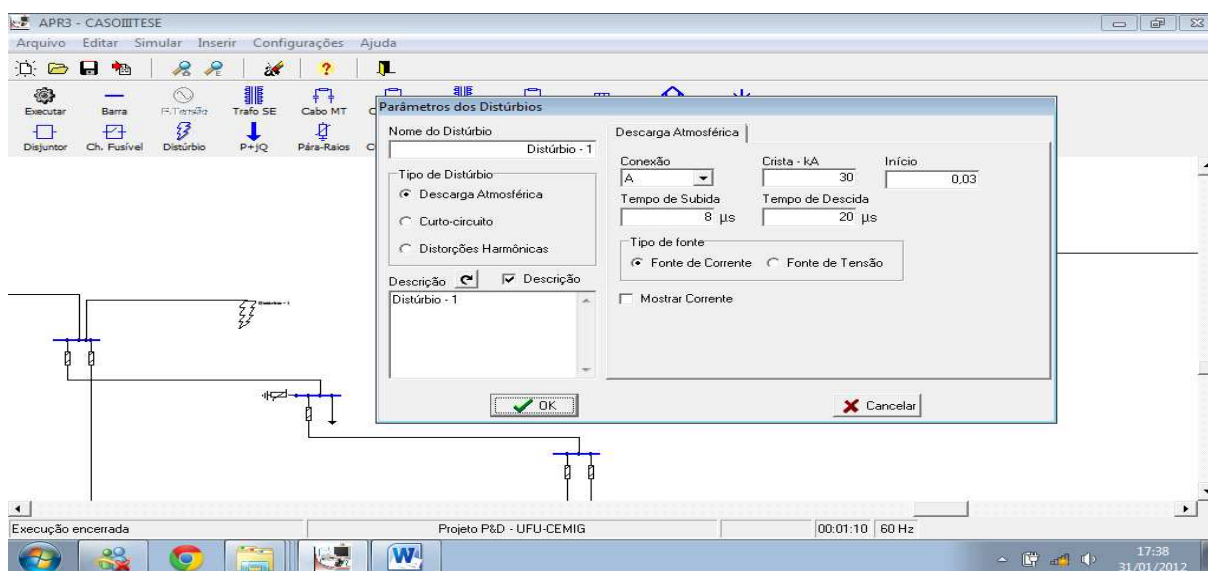 APR3 - CASOIIITESE
Arquivo Editar Simular Inserir Configurações Ajuda
Executar Barra F.Tensão Trafo SE Cabo MT
Disjuntor Ch. Fusível Distúrbio P+jQ Pára-Raios
Parâmetros dos Distúrbios
Nome do Distúrbio
Distúrbio - 1
Tipo de Distúrbio
Descarga Atmosférica
Curto-circuito
Distorções Harmônicas
Descrição Descrição
Distúrbio - 1
Descarga Atmosférica
Conexão Crista - kA Início
A 30 0,03
Tempo de Subida Tempo de Descida
8 µs 20 µs
Tipo de fonte
Fonte de Corrente Fonte de Tensão
Mostrar Corrente
OK Cancelar
Distúrbio - 1
Execução encerrada Projeto P&D - UFU-CEMIG 00:01:10 60 Hz
17:38
31/01/2012